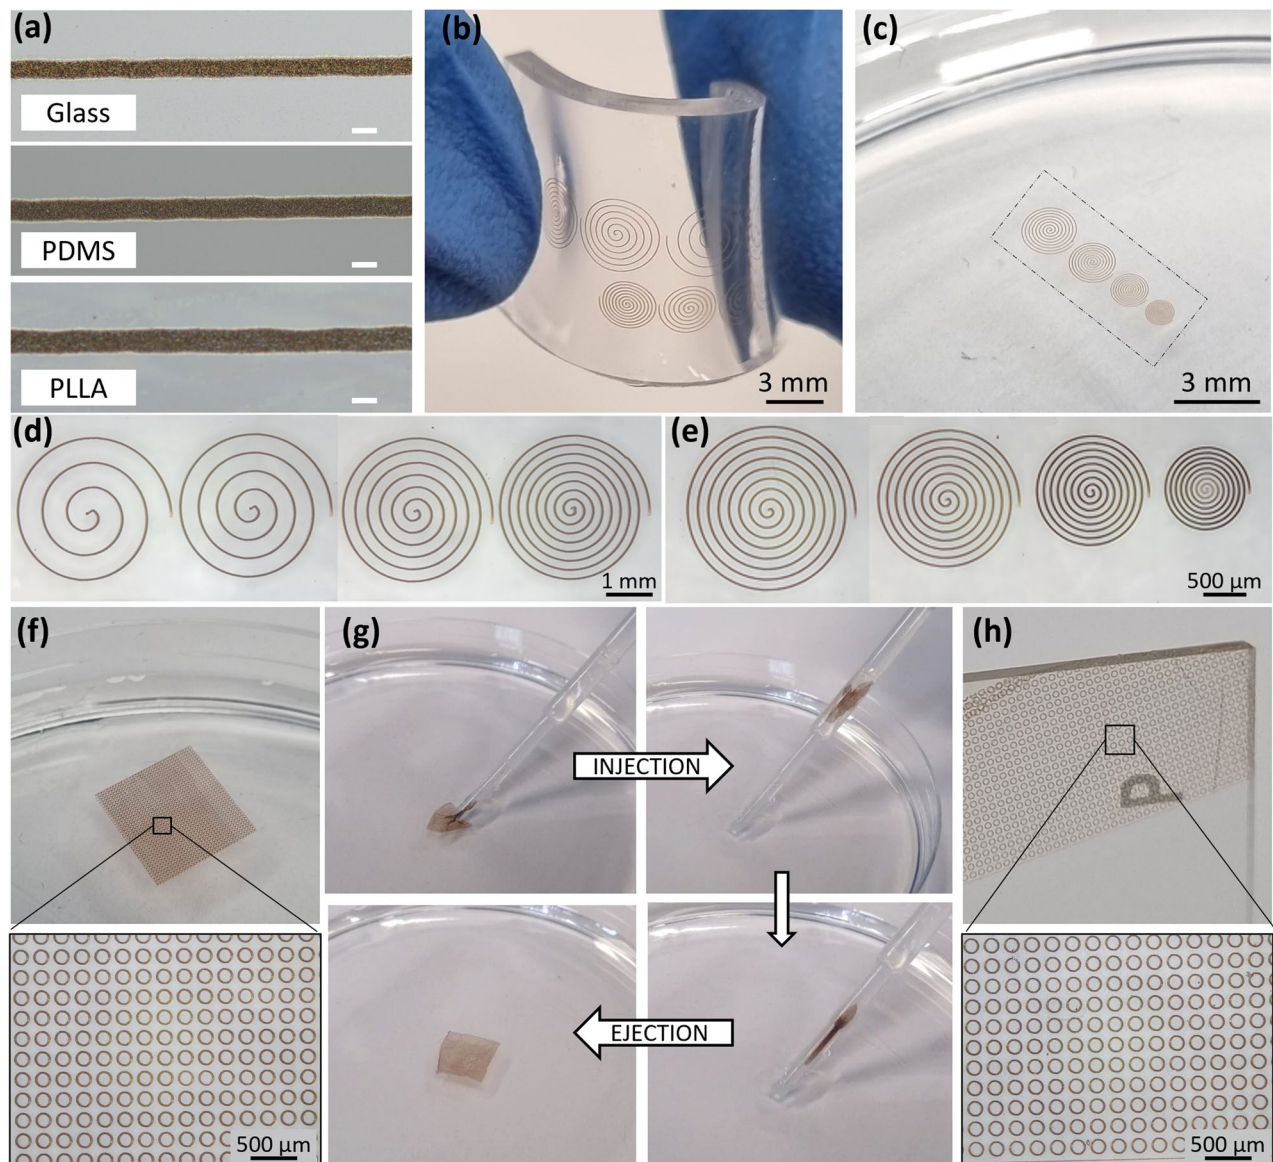 (a)
Glass
PDMS
PLLA
(b)
3 mm
(c)
3 mm
(d)
1 mm
(e)
500 µm
(f)
500 µm
(g)
INJECTION
EJECTION
(h)
P
500 µm